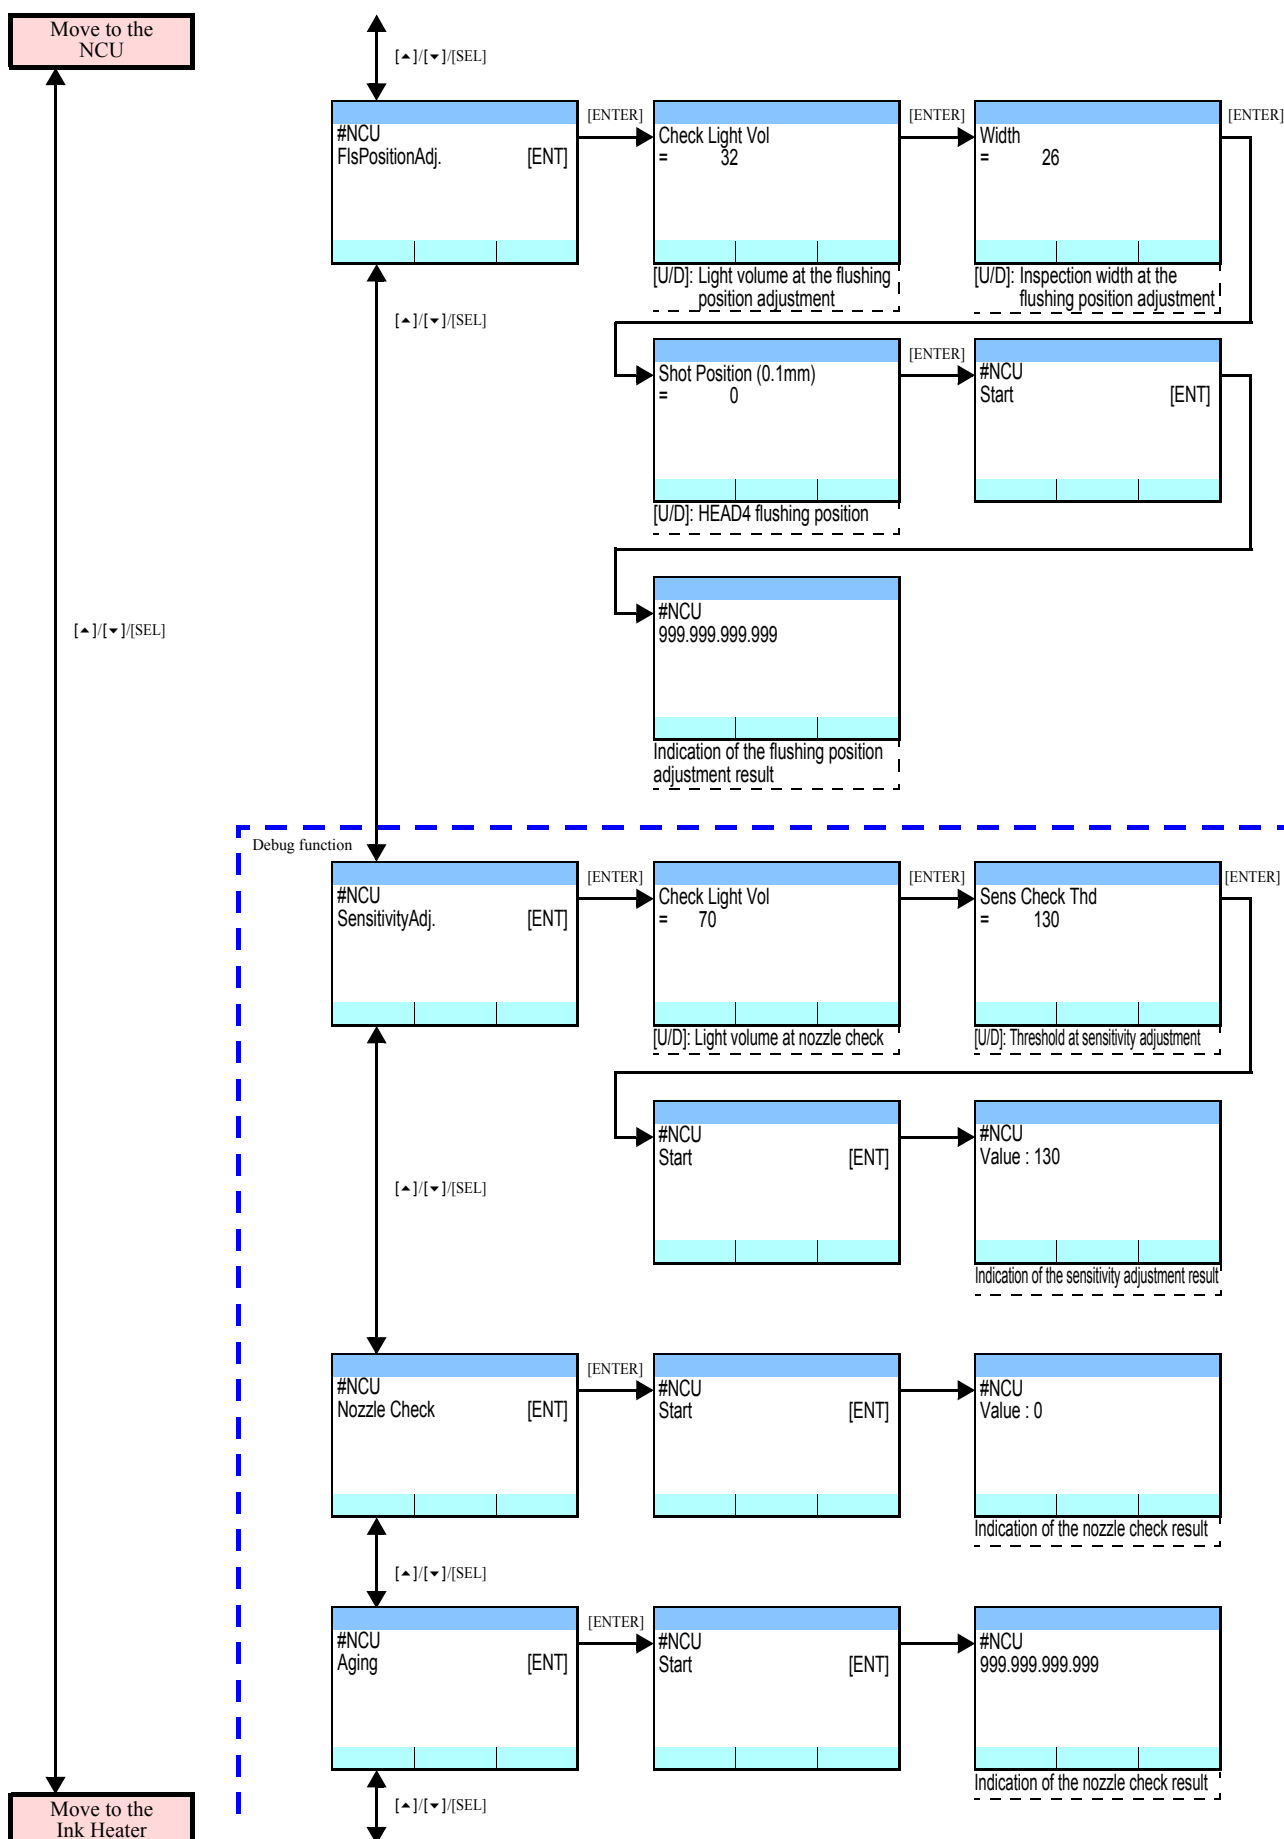 Move to the
NCU
[▲]/[▼]/[SEL]
#NCU
FlsPositionAdj. [ENT]
[ENTER]
Check Light Vol
= 32
[U/D]: Light volume at the flushing
position adjustment
[ENTER]
Width
= 26
[U/D]: Inspection width at the
flushing position adjustment
[ENTER]
[▲]/[▼]/[SEL]
Shot Position (0.1mm)
= 0
[U/D]: HEAD4 flushing position
[ENTER]
#NCU
Start [ENT]
#NCU
999.999.999.999
Indication of the flushing position
adjustment result
[▲]/[▼]/[SEL]
Debug function
#NCU
SensitivityAdj. [ENT]
[ENTER]
Check Light Vol
= 70
[U/D]: Light volume at nozzle check
[ENTER]
Sens Check Thd
= 130
[U/D]: Threshold at sensitivity adjustment
[ENTER]
#NCU
Start [ENT]
#NCU
Value : 130
Indication of the sensitivity adjustment result
[▲]/[▼]/[SEL]
#NCU
Nozzle Check [ENT]
[ENTER]
#NCU
Start [ENT]
#NCU
Value : 0
Indication of the nozzle check result
[▲]/[▼]/[SEL]
#NCU
Aging [ENT]
[ENTER]
#NCU
Start [ENT]
#NCU
999.999.999.999
Indication of the nozzle check result
[▲]/[▼]/[SEL]
Move to the
Ink Heater